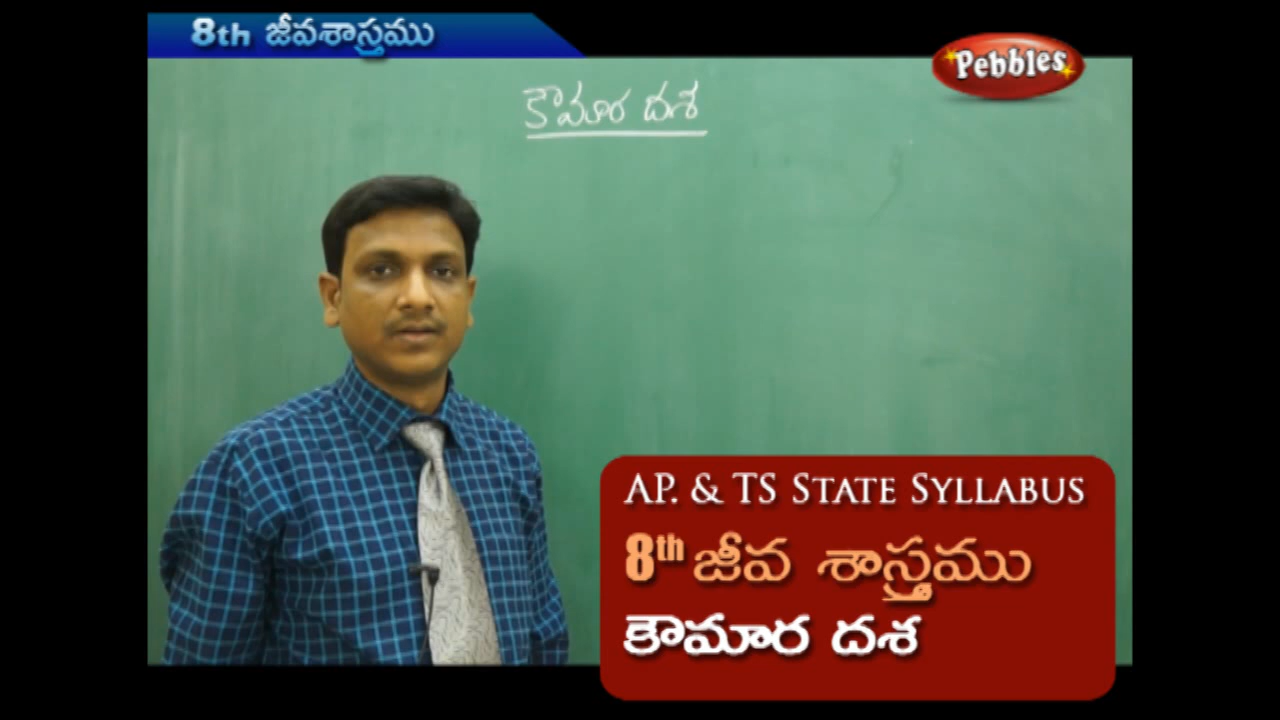 8th జీవశాస్త్రము
Pebbles
కౌమార దశ
AP. & TS STATE SYLLABUS
8th జీవ శాస్త్రము
కౌమార దశ